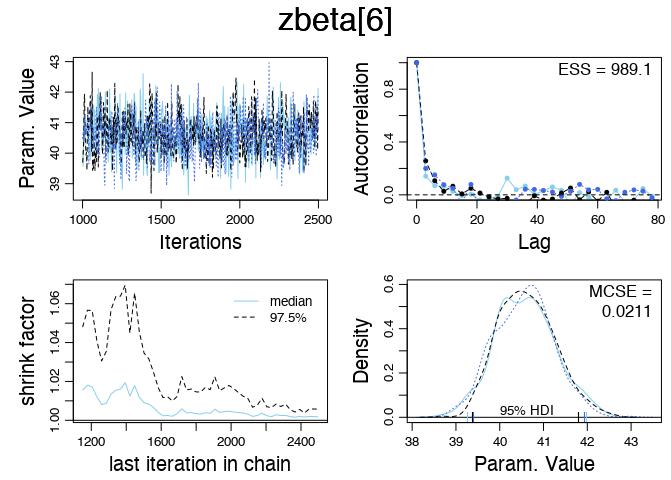 zbeta[6]
Param. Value
39 40 41 42 43
1000 1500 2000 2500
Iterations
Autocorrelation
0.0 0.4 0.8
ESS = 989.1
0 20 40 60 80
Lag
shrink factor
1.00 1.02 1.04 1.06
median
97.5%
1200 1600 2000 2400
last iteration in chain
Density
0.0 0.2 0.4 0.6
MCSE =
0.0211
95% HDI
38 39 40 41 42 43
Param. Value